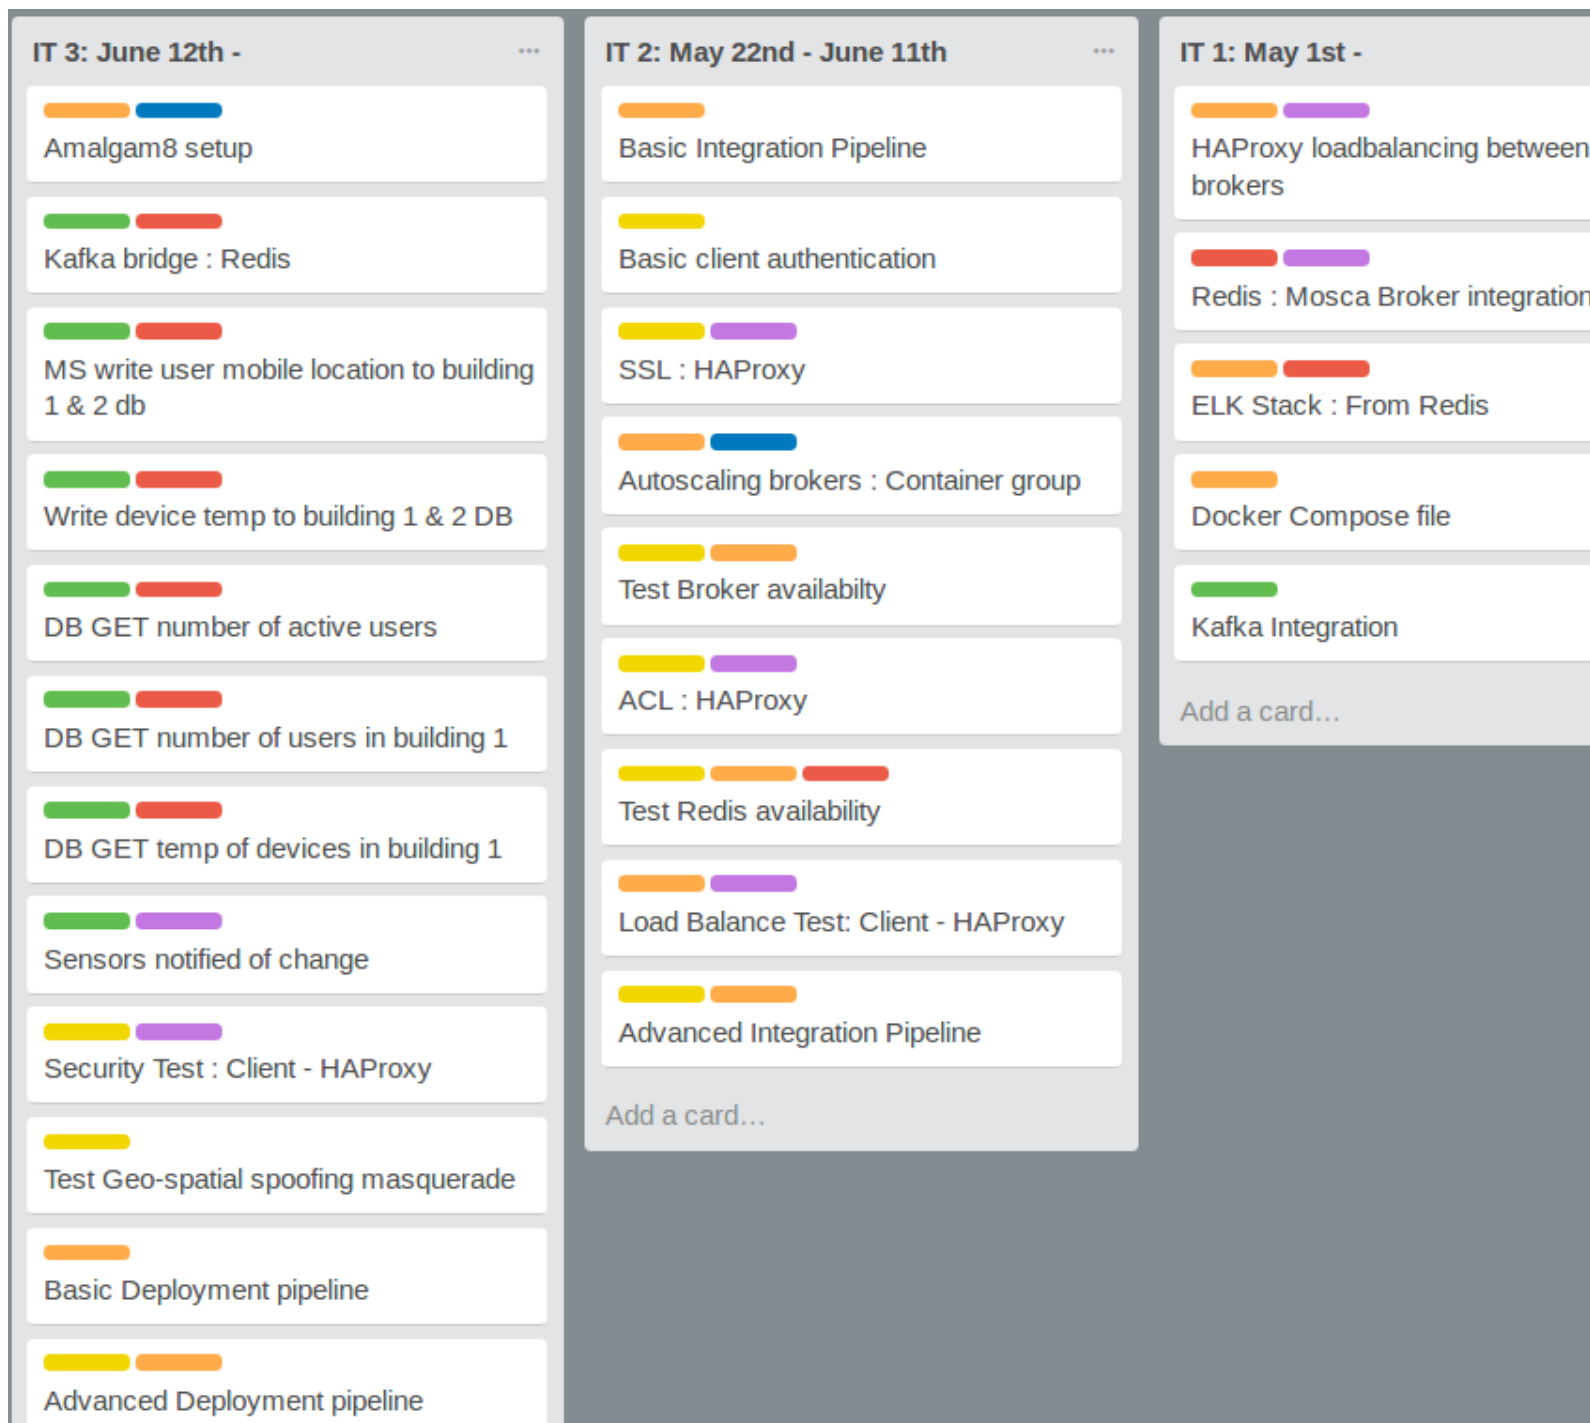 IT 3: June 12th -
Amalgam8 setup
Kafka bridge : Redis
MS write user mobile location to building
1 & 2 db
Write device temp to building 1 & 2 DB
DB GET number of active users
DB GET number of users in building 1
DB GET temp of devices in building 1
Sensors notified of change
Security Test : Client - HAProxy
Test Geo-spatial spoofing masquerade
Basic Deployment pipeline
Advanced Deployment pipeline
IT 2: May 22nd - June 11th
Basic Integration Pipeline
Basic client authentication
SSL : HAProxy
Autoscaling brokers : Container group
Test Broker availabilty
ACL : HAProxy
Test Redis availability
Load Balance Test: Client - HAProxy
Advanced Integration Pipeline
Add a card…
IT 1: May 1st -
HAProxy loadbalancing between
brokers
Redis : Mosca Broker integration
ELK Stack : From Redis
Docker Compose file
Kafka Integration
Add a card…